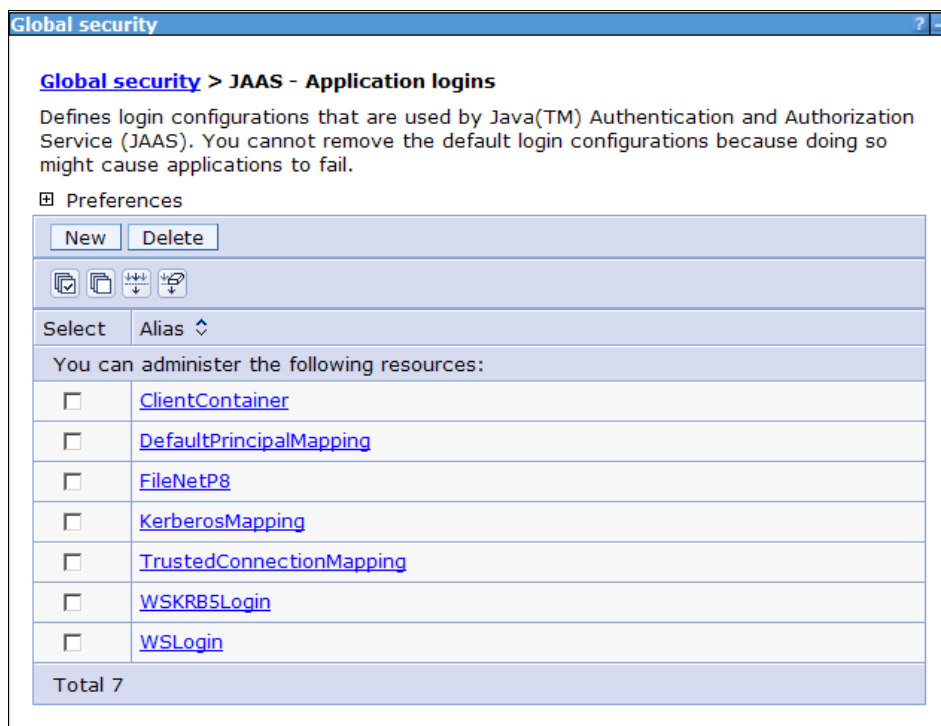 Global security
?
Global security > JAAS - Application logins
Defines login configurations that are used by Java(TM) Authentication and Authorization
Service (JAAS). You cannot remove the default login configurations because doing so
might cause applications to fail.
Preferences
New Delete
Select Alias
You can administer the following resources:
ClientContainer
DefaultPrincipalMapping
FileNetP8
KerberosMapping
TrustedConnectionMapping
WSKRB5Login
WSLogin
Total 7